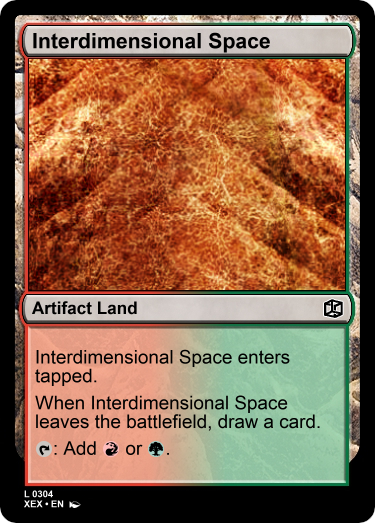 Interdimensional Space
Artifact Land
Interdimensional Space enters
tapped.
When Interdimensional Space
leaves the battlefield, draw a card.
: Add or .
L 0304
XEX • EN